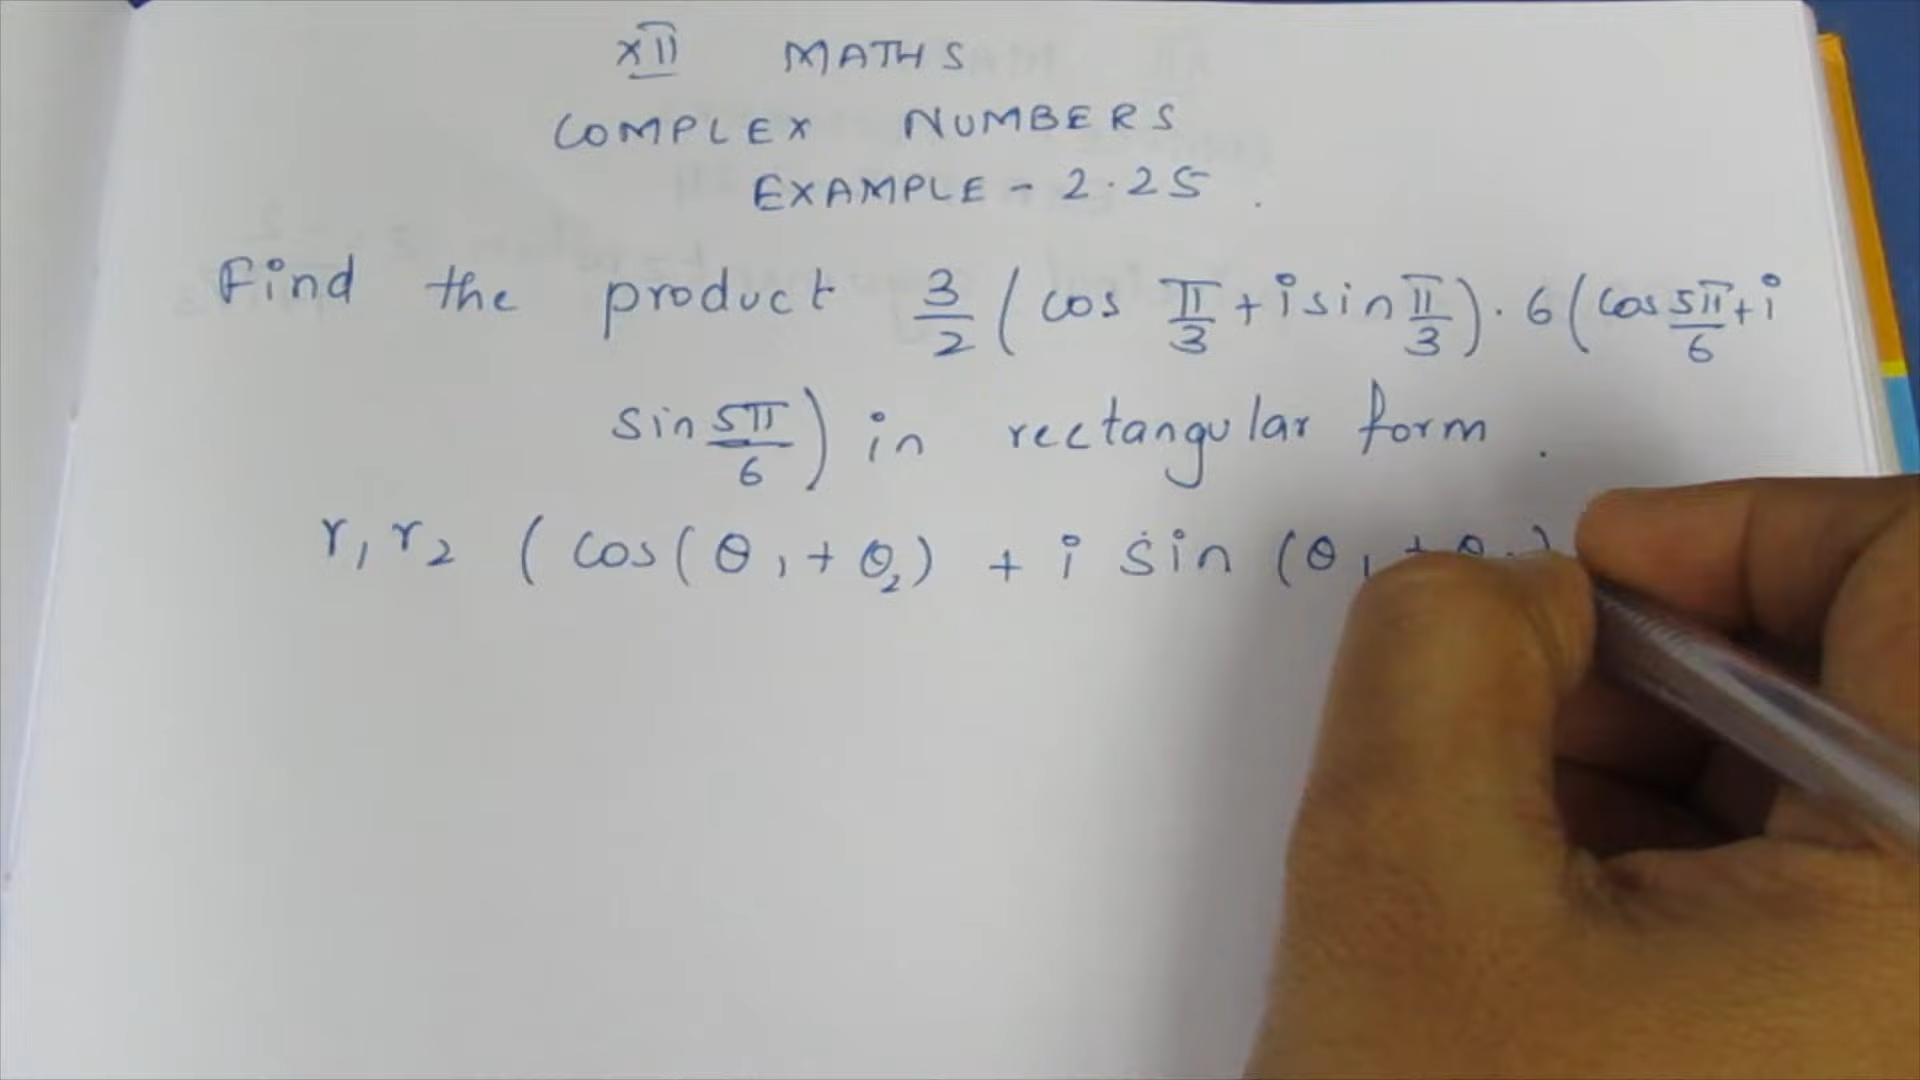 XII MATHS
COMPLEX NUMBERS
EXAMPLE - 2.25.
Find the product 3/2 (cos π/3 + i sin π/3) . 6 (cos 5π/6 + i
sin 5π/6) in rectangular form.
r₁ r₂ (cos(θ₁ + θ₂) + i sin (θ₁ + θ₂)